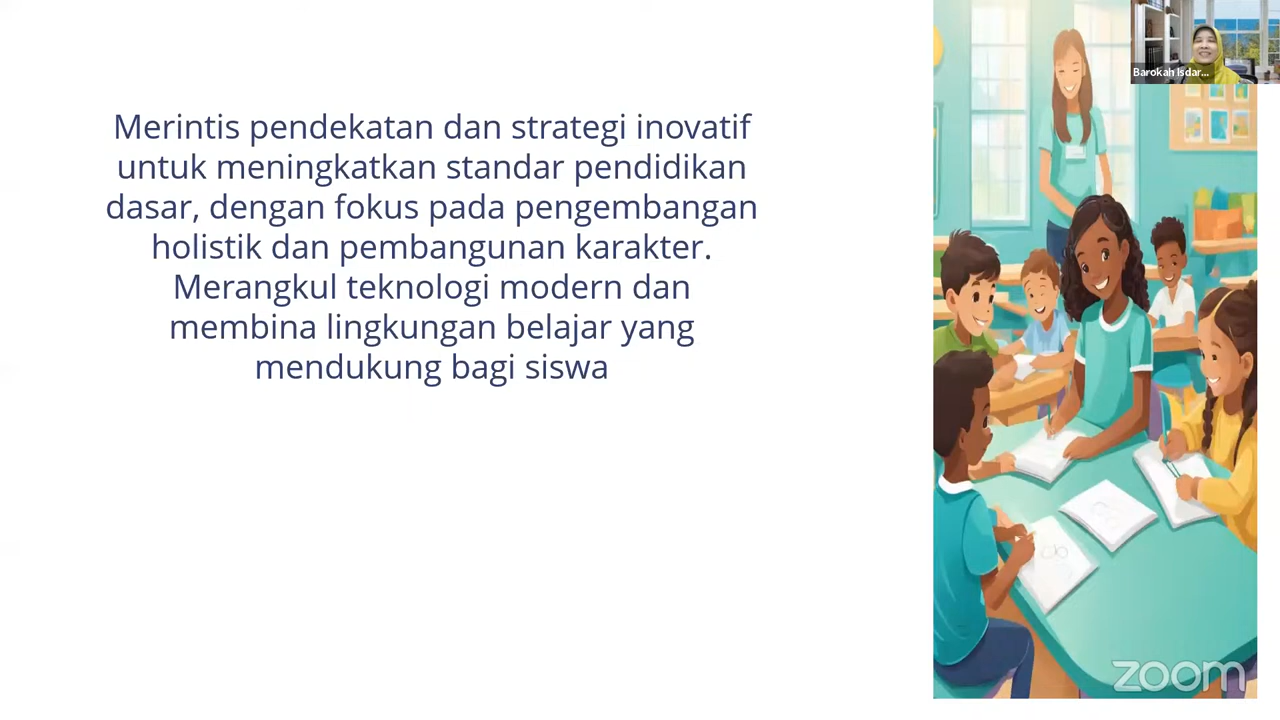 Merintis pendekatan dan strategi inovatif
untuk meningkatkan standar pendidikan
dasar, dengan fokus pada pengembangan
holistik dan pembangunan karakter.
Merangkul teknologi modern dan
membina lingkungan belajar yang
mendukung bagi siswa
Barokah Isdar...
zoom